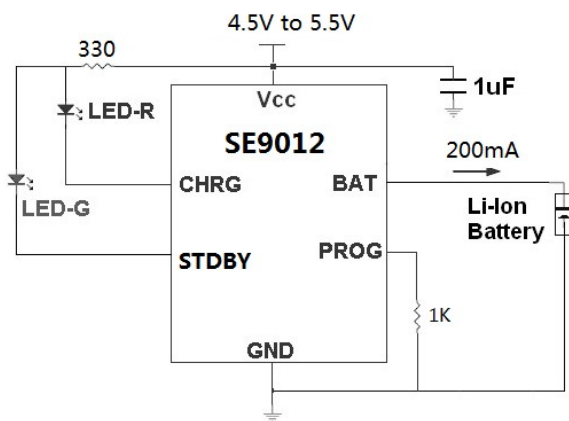 4.5V to 5.5V
330
Vcc
1uF
LED-R
SE9012
200mA
CHRG
BAT
LED-G
Li-Ion
Battery
STDBY
PROG
1K
GND